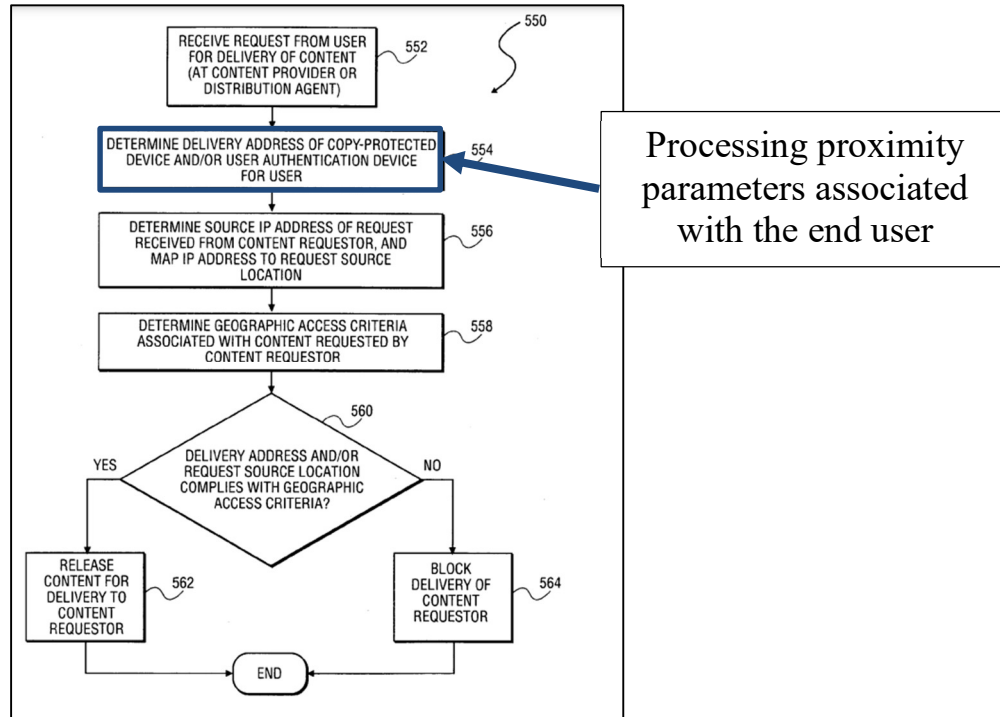 550
RECEIVE REQUEST FROM USER
FOR DELIVERY OF CONTENT
(AT CONTENT PROVIDER OR
DISTRIBUTION AGENT)
552
DETERMINE DELIVERY ADDRESS OF COPY-PROTECTED
DEVICE AND/OR USER AUTHENTICATION DEVICE
FOR USER
554
Processing proximity
parameters associated
with the end user
DETERMINE SOURCE IP ADDRESS OF REQUEST
RECEIVED FROM CONTENT REQUESTOR, AND
MAP IP ADDRESS TO REQUEST SOURCE
LOCATION
556
DETERMINE GEOGRAPHIC ACCESS CRITERIA
ASSOCIATED WITH CONTENT REQUESTED BY
CONTENT REQUESTOR
558
560
DELIVERY ADDRESS AND/OR
REQUEST SOURCE LOCATION
COMPLIES WITH GEOGRAPHIC
ACCESS CRITERIA?
YES
NO
RELEASE
CONTENT FOR
DELIVERY TO
CONTENT
REQUESTOR
562
BLOCK
DELIVERY OF
CONTENT
REQUESTOR
564
END